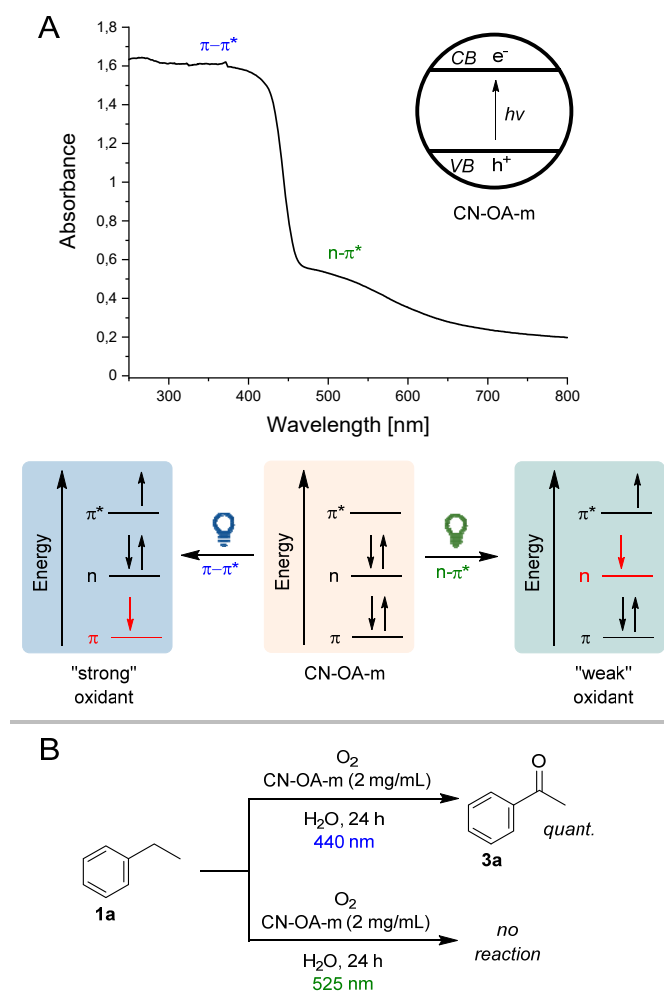 A
π–π*
CB e⁻
hv
VB h⁺
CN-OA-m
n-π*
Absorbance
1,8
1,6
1,4
1,2
1
0,8
0,6
0,4
0,2
0
300 400 500 600 700 800
Wavelength [nm]
Energy
π*
n
π
"strong"
oxidant
π–π*
Energy
π*
n
π
CN-OA-m
n-π*
Energy
π*
n
π
"weak"
oxidant
B
1a
O₂
CN-OA-m (2 mg/mL)
H₂O, 24 h
440 nm
O
quant.
3a
O₂
CN-OA-m (2 mg/mL)
H₂O, 24 h
525 nm
no
reaction